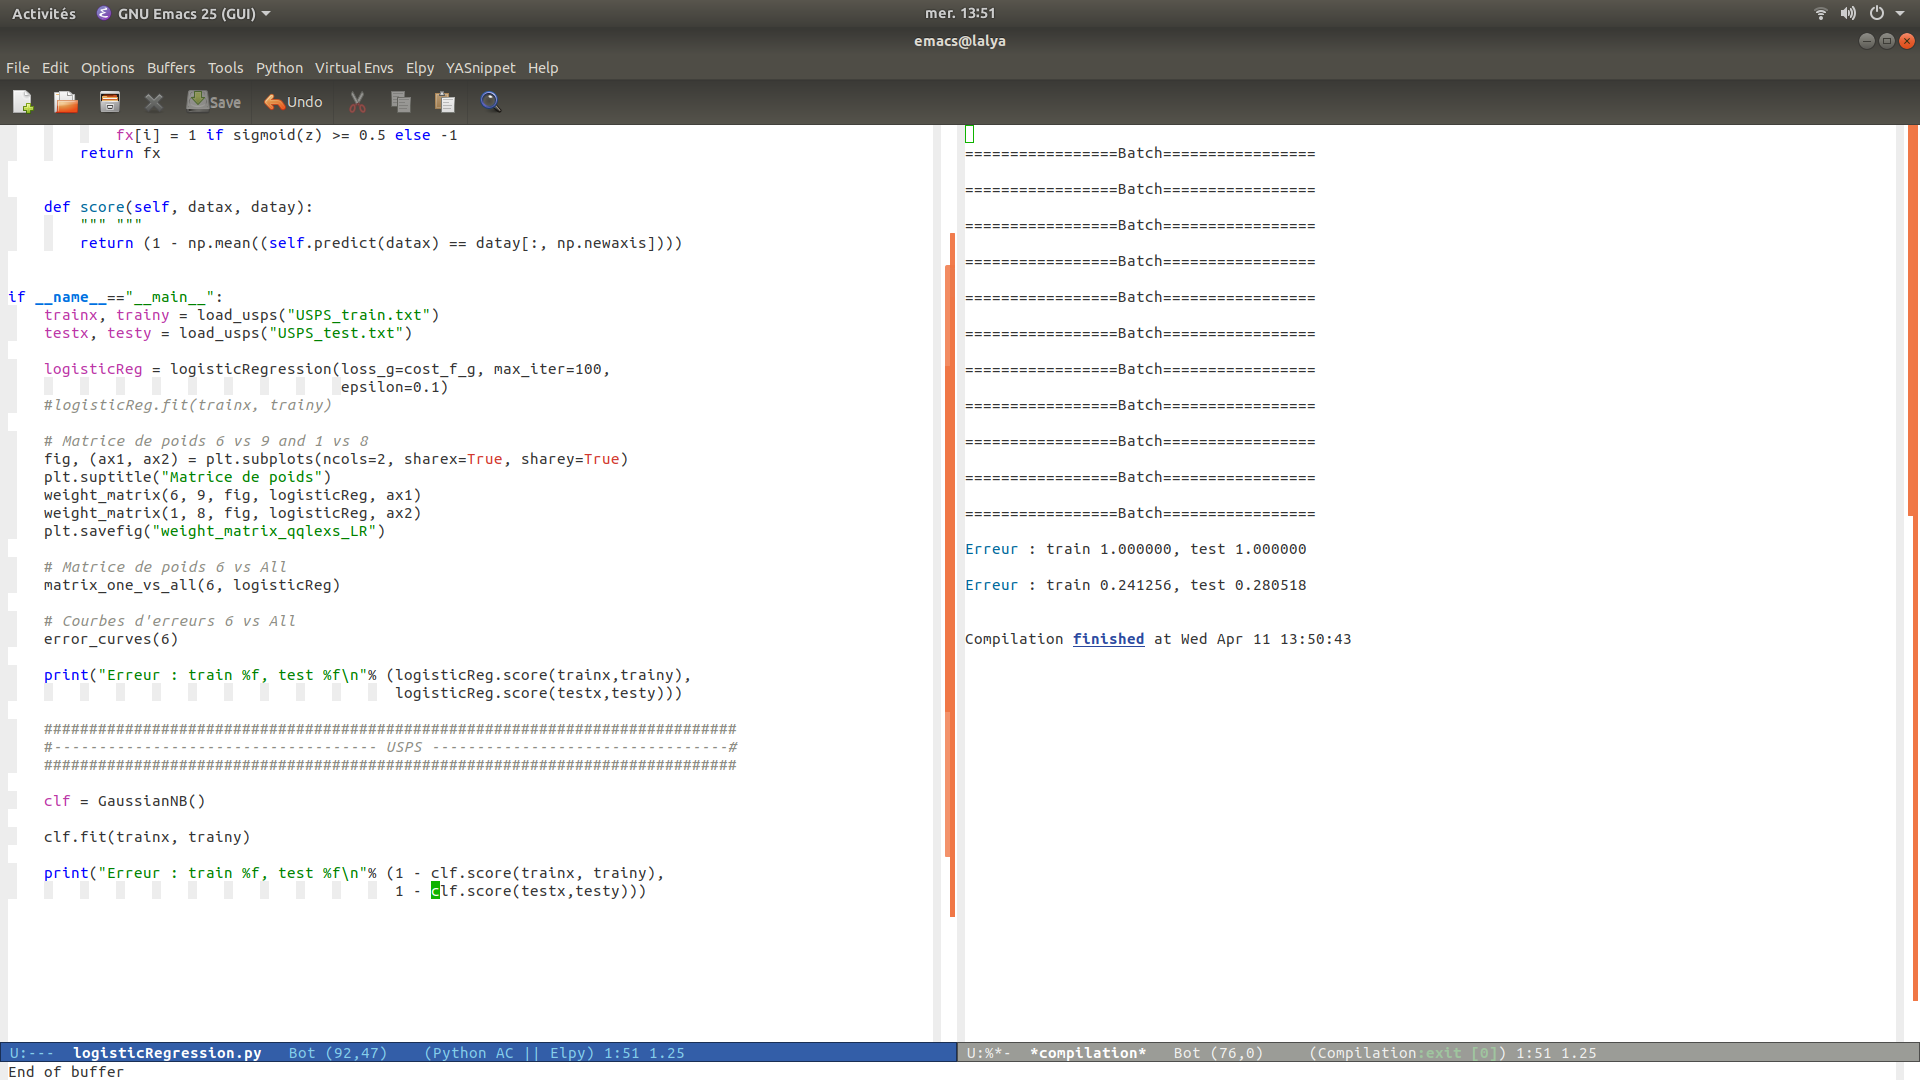 Activités GNU Emacs 25 (GUI) mer. 13:51
emacs@lalya
File Edit Options Buffers Tools Python Virtual Envs Elpy YASnippet Help
Save Undo
fx[i] = 1 if sigmoid(z) >= 0.5 else -1
return fx
def score(self, datax, datay):
""" """
return (1 - np.mean((self.predict(datax) == datay[:, np.newaxis])))
if __name__=="__main__":
trainx, trainy = load_usps("USPS_train.txt")
testx, testy = load_usps("USPS_test.txt")
logisticReg = logisticRegression(loss_g=cost_f_g, max_iter=100,
epsilon=0.1)
#logisticReg.fit(trainx, trainy)
# Matrice de poids 6 vs 9 and 1 vs 8
fig, (ax1, ax2) = plt.subplots(ncols=2, sharex=True, sharey=True)
plt.suptitle("Matrice de poids")
weight_matrix(6, 9, fig, logisticReg, ax1)
weight_matrix(1, 8, fig, logisticReg, ax2)
plt.savefig("weight_matrix_qqlexs_LR")
# Matrice de poids 6 vs All
matrix_one_vs_all(6, logisticReg)
# Courbes d'erreurs 6 vs All
error_curves(6)
print("Erreur : train %f, test %f\n"% (logisticReg.score(trainx,trainy),
logisticReg.score(testx,testy)))
#############################################################################
#------------------------------------ USPS ---------------------------------#
#############################################################################
clf = GaussianNB()
clf.fit(trainx, trainy)
print("Erreur : train %f, test %f\n"% (1 - clf.score(trainx, trainy),
1 - clf.score(testx,testy)))
U:--- logisticRegression.py Bot (92,47) (Python AC || Elpy) 1:51 1.25
=================Batch=================
=================Batch=================
=================Batch=================
=================Batch=================
=================Batch=================
=================Batch=================
=================Batch=================
=================Batch=================
=================Batch=================
=================Batch=================
=================Batch=================
Erreur : train 1.000000, test 1.000000
Erreur : train 0.241256, test 0.280518
Compilation finished at Wed Apr 11 13:50:43
U:%*- *compilation* Bot (76,0) (Compilation:exit [0]) 1:51 1.25
End of buffer